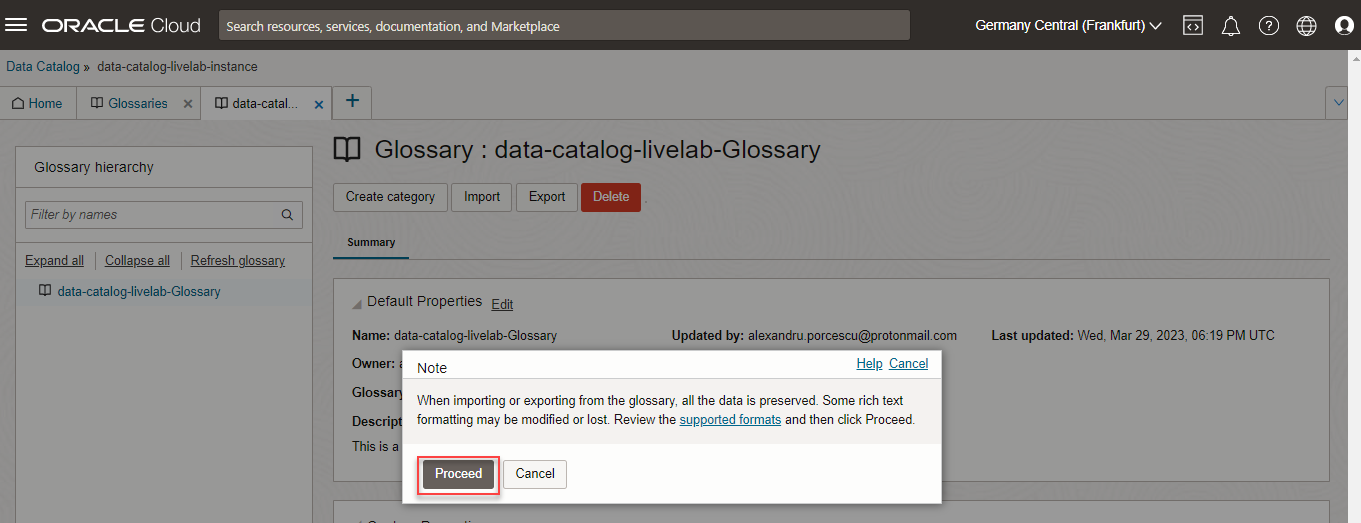 ORACLE Cloud
Search resources, services, documentation, and Marketplace
Germany Central (Frankfurt)
Data Catalog » data-catalog-livelab-instance
Home
Glossaries
data-catal...
Glossary hierarchy
Filter by names
Expand all
Collapse all
Refresh glossary
data-catalog-livelab-Glossary
Glossary : data-catalog-livelab-Glossary
Create category
Import
Export
Delete
Summary
Default Properties Edit
Name: data-catalog-livelab-Glossary
Updated by: alexandru.porcescu@protonmail.com
Last updated: Wed, Mar 29, 2023, 06:19 PM UTC
Owner:
Glossary
Descript
This is a
Note
Help Cancel
When importing or exporting from the glossary, all the data is preserved. Some rich text
formatting may be modified or lost. Review the supported formats and then click Proceed.
Proceed
Cancel